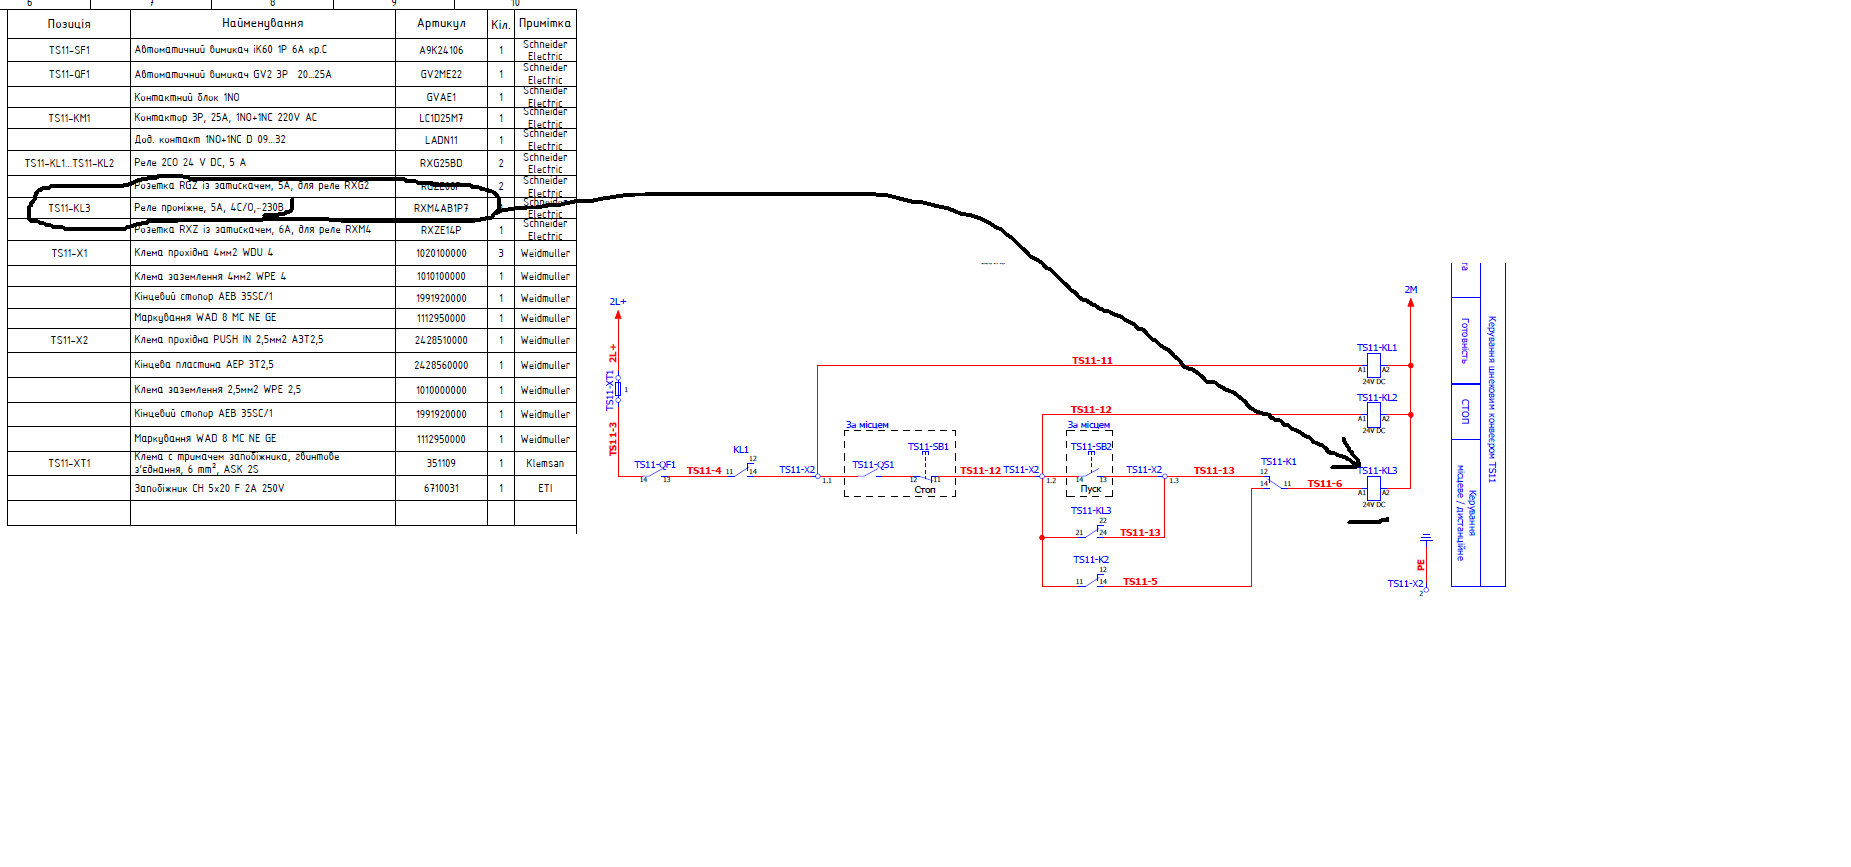 6 7 8 9 10
Позиція Найменування Артикул Кіл. Примітка
TS11-SF1 Автоматичний вимикач iK60 1P 6A кр.C A9K24106 1 Schneider Electric
TS11-QF1 Автоматичний вимикач GV2 3P 20...25A GV2ME22 1 Schneider Electric
Контактний блок 1NO GVAE1 1 Schneider Electric
TS11-KM1 Контактор 3P, 25A, 1NO+1NC 220V AC LC1D25M7 1 Schneider Electric
Дод. контакт 1NO+1NC D 09...32 LADN11 1 Schneider Electric
TS11-KL1...TS11-KL2 Реле 2CO 24 V DC, 5 A RXG25BD 2 Schneider Electric
Розетка RGZ із затискачем, 5A, для реле RXG2 2 Schneider Electric
TS11-KL3 Реле проміжне, 5A, 4C/O,~230В RXM4AB1P7 1 Schneider Electric
Розетка RXZ із затискачем, 6A, для реле RXM4 RXZE14P 1 Schneider Electric
TS11-X1 Клема прохідна 4мм2 WDU 4 1020100000 3 Weidmuller
Клема заземлення 4мм2 WPE 4 1010100000 1 Weidmuller
Кінцевий стопор AEB 35SC/1 1991920000 1 Weidmuller
Маркування WAD 8 MC NE GE 1112950000 1 Weidmuller
TS11-X2 Клема прохідна PUSH IN 2,5мм2 A3T2,5 2428510000 1 Weidmuller
Кінцева пластина AEP 3T2,5 2428560000 1 Weidmuller
Клема заземлення 2,5мм2 WPE 2,5 1010000000 1 Weidmuller
Кінцевий стопор AEB 35SC/1 1991920000 1 Weidmuller
Маркування WAD 8 MC NE GE 1112950000 1 Weidmuller
TS11-XT1 Клема с тримачем запобіжника, гвинтове з'єднання, 6 mm², ASK 2S 351109 1 Klemsan
Запобіжник CH 5x20 F 2A 250V 6710031 1 ETI
2L+
2L+
TS11-XT1
1
TS11-3
TS11-QF1
14 13
TS11-4
KL1
12
11 14
TS11-X2
1.1
За місцем
TS11-QS1
TS11-SB1
12 11
Стоп
TS11-12
TS11-X2
1.2
За місцем
TS11-SB2
14 13
Пуск
TS11-X2
1.3
TS11-13
TS11-K1
12
14 11
TS11-6
TS11-KL3
22
21 24
TS11-13
TS11-K2
12
11 14
TS11-5
TS11-11
TS11-12
2M
TS11-KL1
A1 A2
24V DC
TS11-KL2
A1 A2
24V DC
TS11-KL3
A1 A2
24V DC
PE
TS11-X2
2
та
Готовність
СТОП
Керування
місцеве / дистанційне
Керування шнековим конвеєром TS11